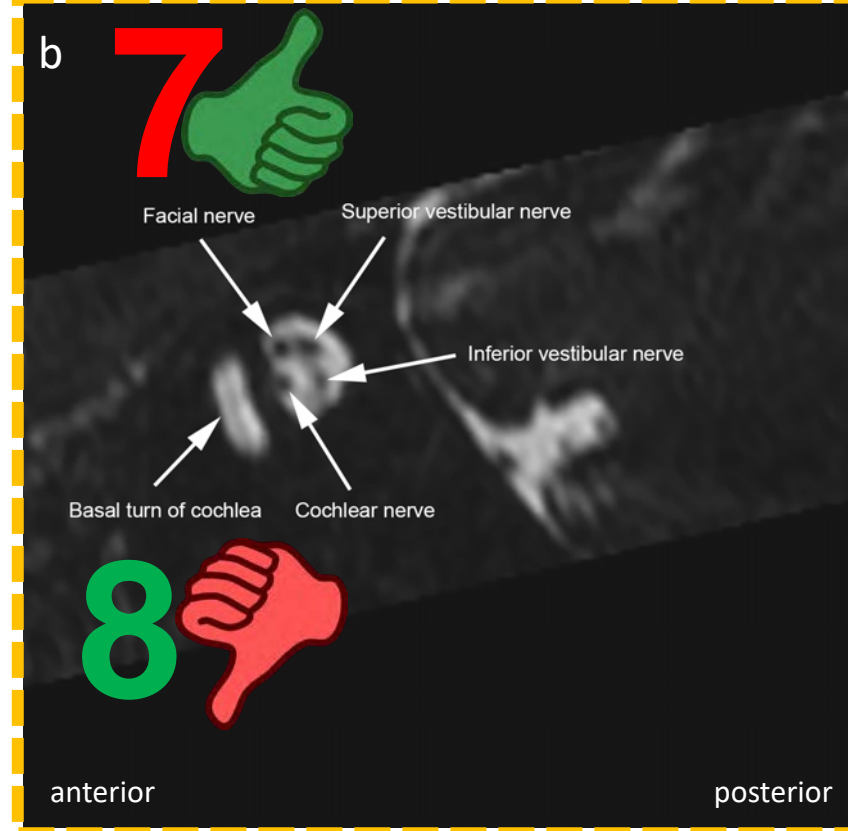 b
7
Facial nerve
Superior vestibular nerve
Inferior vestibular nerve
Basal turn of cochlea
Cochlear nerve
8
anterior
posterior